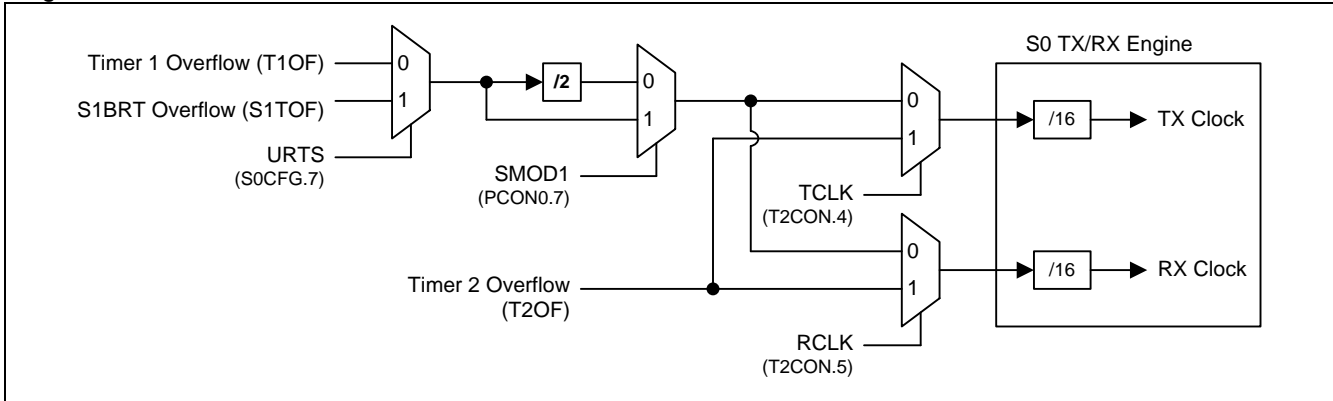 S0 TX/RX Engine
Timer 1 Overflow (T1OF)
0
/2
0
0
S1BRT Overflow (S1TOF)
1
1
/16
TX Clock
1
URTS
(S0CFG.7)
SMOD1
(PCON0.7)
TCLK
(T2CON.4)
0
Timer 2 Overflow
(T2OF)
1
/16
RX Clock
RCLK
(T2CON.5)